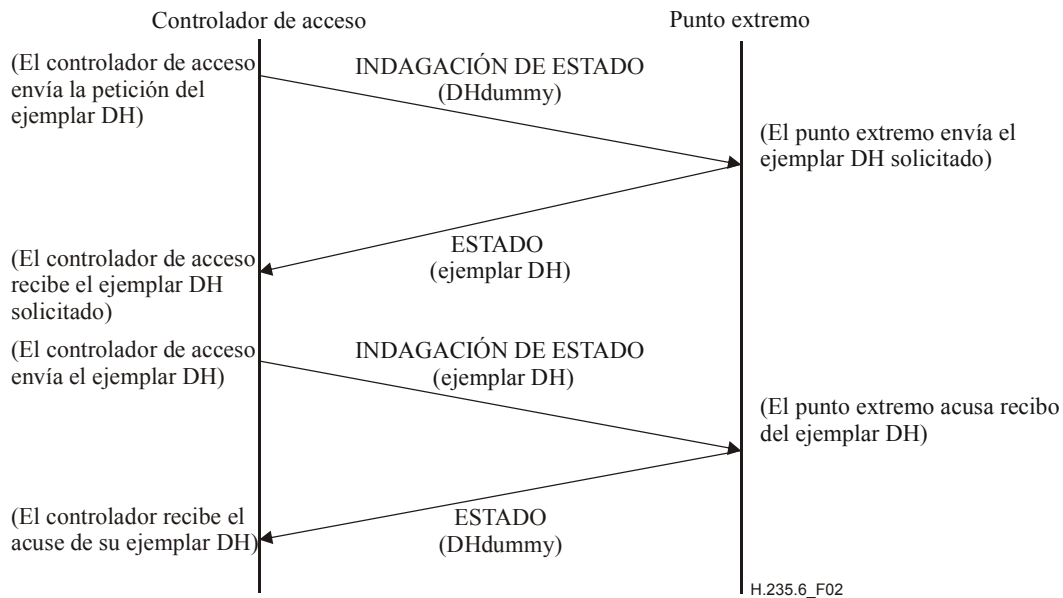 Controlador de acceso
Punto extremo
(El controlador de acceso
envía la petición del
ejemplar DH)
INDAGACIÓN DE ESTADO
(DHdummy)
(El punto extremo envía el
ejemplar DH solicitado)
ESTADO
(ejemplar DH)
(El controlador de acceso
recibe el ejemplar DH
solicitado)
(El controlador de acceso
envía el ejemplar DH)
INDAGACIÓN DE ESTADO
(ejemplar DH)
(El punto extremo acusa recibo
del ejemplar DH)
(El controlador recibe el
acuse de su ejemplar DH)
ESTADO
(DHdummy)
H.235.6_F02